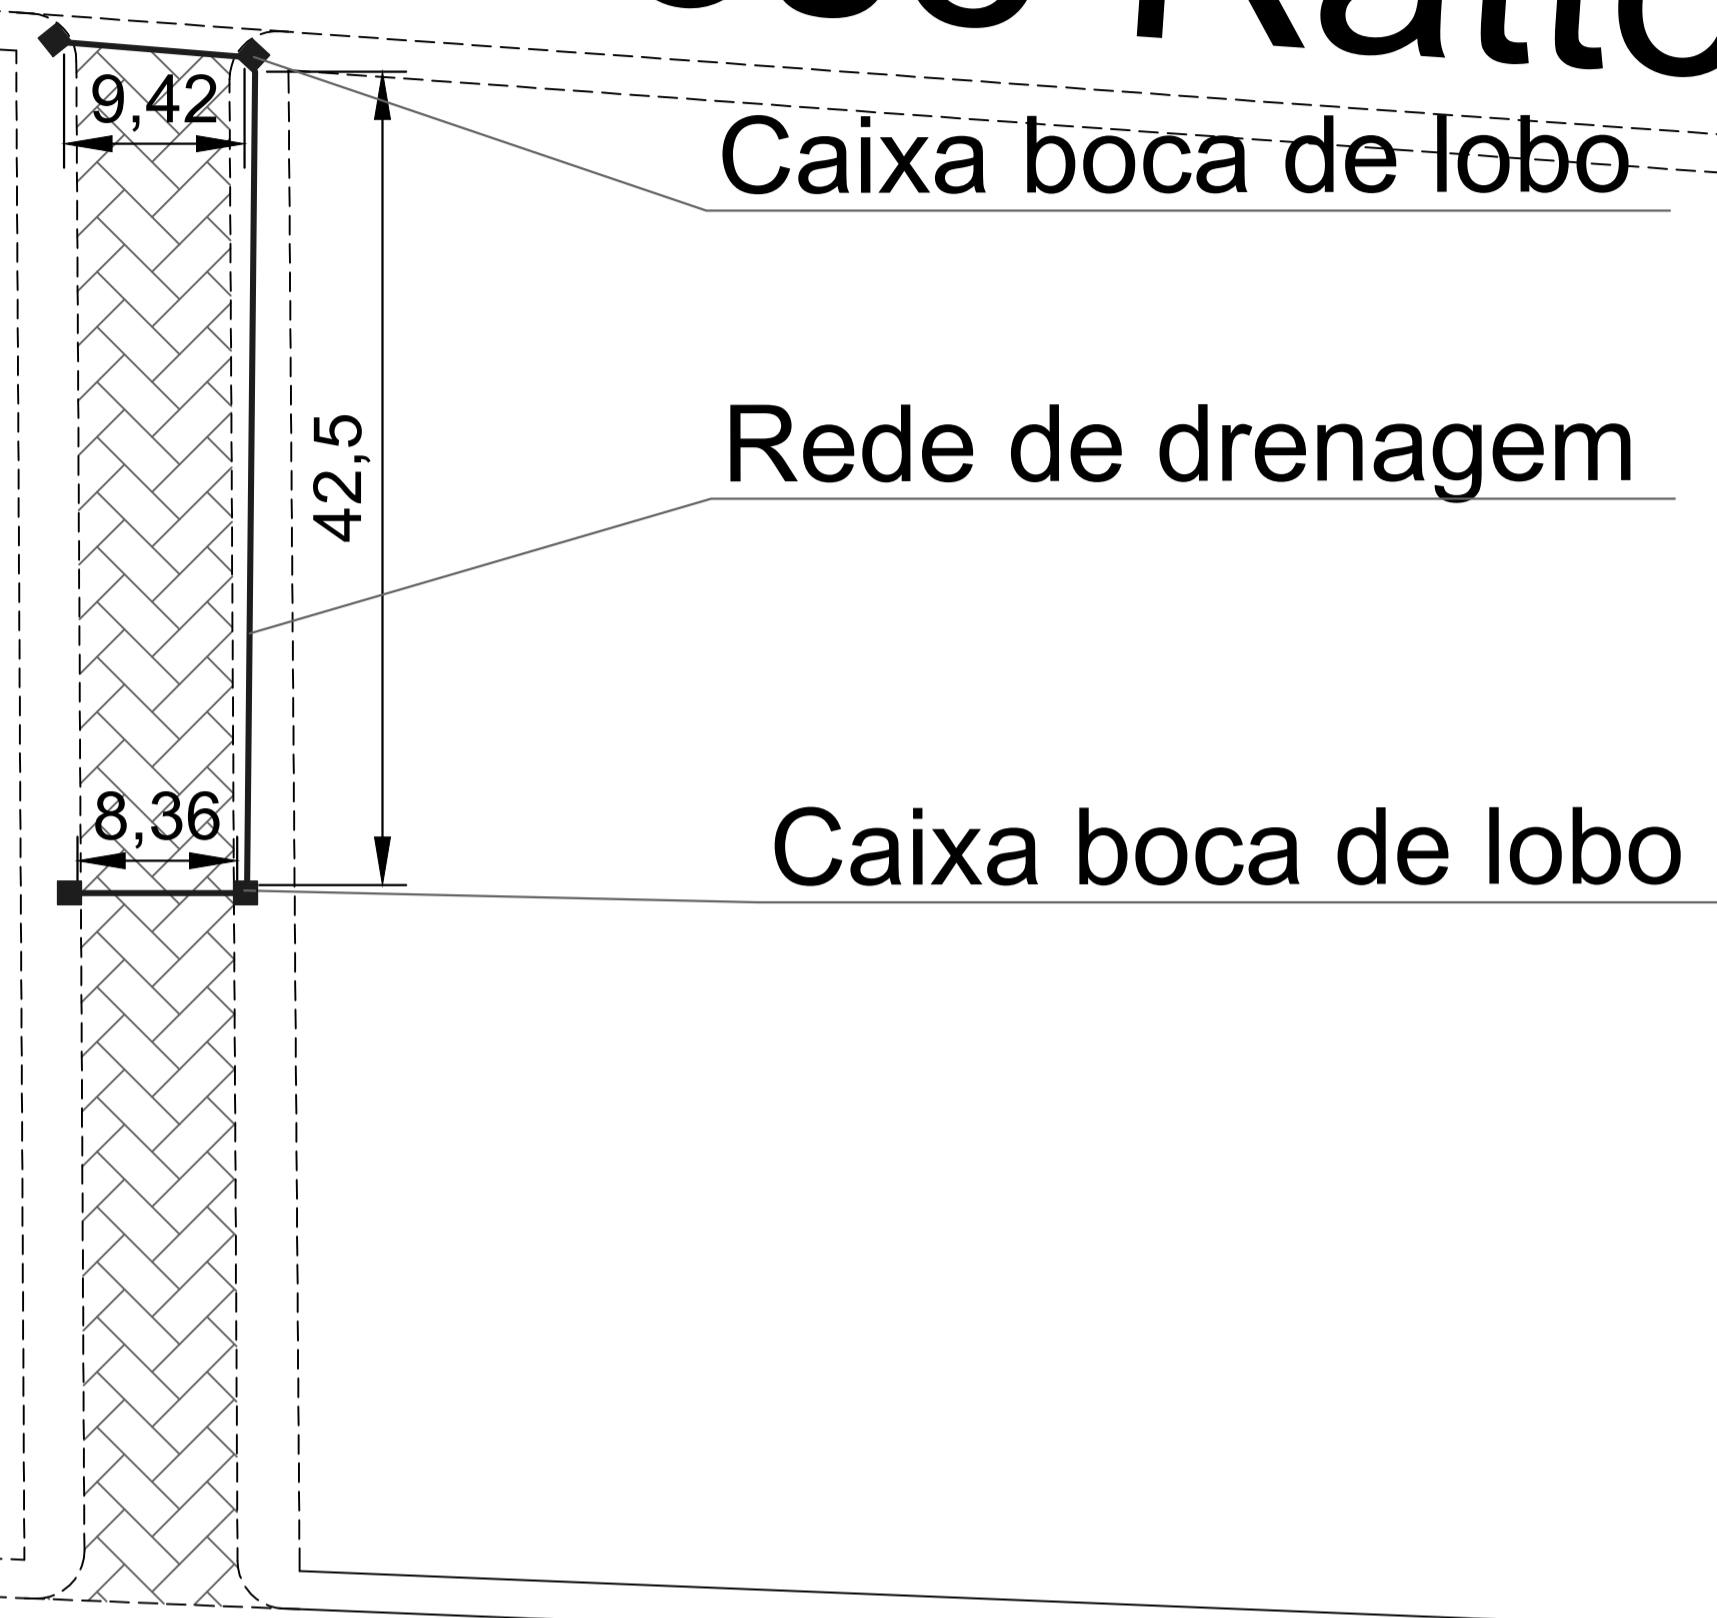 9,42
Caixa boca de lobo
42,5
Rede de drenagem
8,36
Caixa boca de lobo